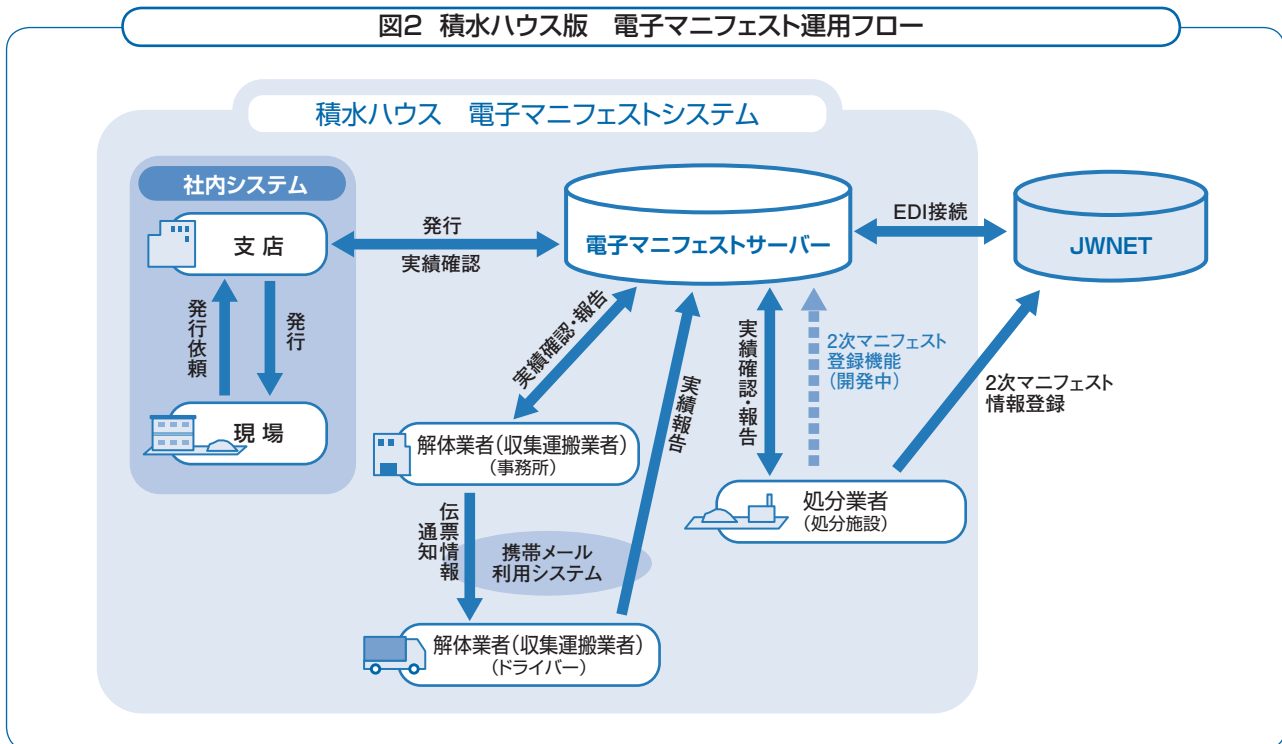 図2 積水ハウス版　電子マニフェスト運用フロー
積水ハウス　電子マニフェストシステム
社内システム
支店
発行依頼
発行
現場
発行
実績確認
電子マニフェストサーバー
EDI接続
JWNET
実績確認・報告
実績報告
実績確認・報告
2次マニフェスト
登録機能
(開発中)
2次マニフェスト
情報登録
解体業者(収集運搬業者)
(事務所)
処分業者
(処分施設)
伝票情報
通知
携帯メール
利用システム
解体業者(収集運搬業者)
(ドライバー)